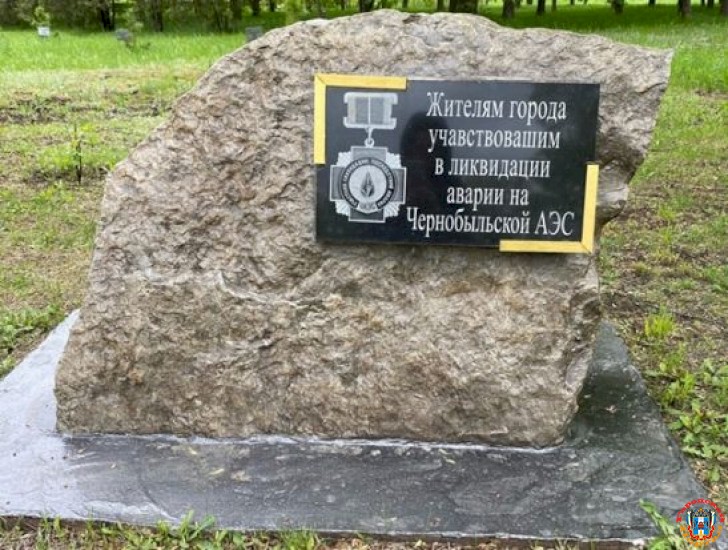 Жителям города
учавствовашим
в ликвидации
аварии на
Чернобыльской АЭС